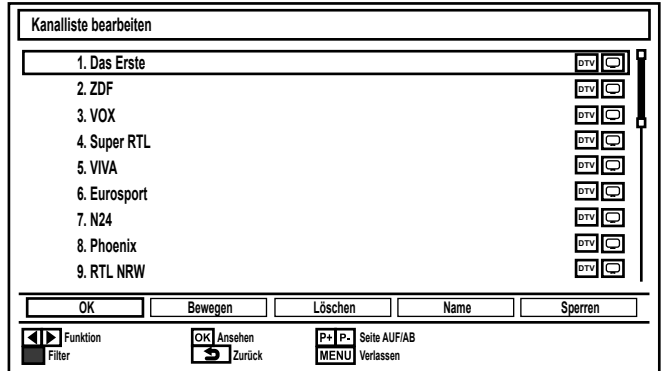 Kanalliste bearbeiten
1. Das Erste DTV
2. ZDF DTV
3. VOX DTV
4. Super RTL DTV
5. VIVA DTV
6. Eurosport DTV
7. N24 DTV
8. Phoenix DTV
9. RTL NRW DTV
OK Bewegen Löschen Name Sperren
Funktion OK Ansehen P+ P- Seite AUF/AB
Filter Zurück MENU Verlassen